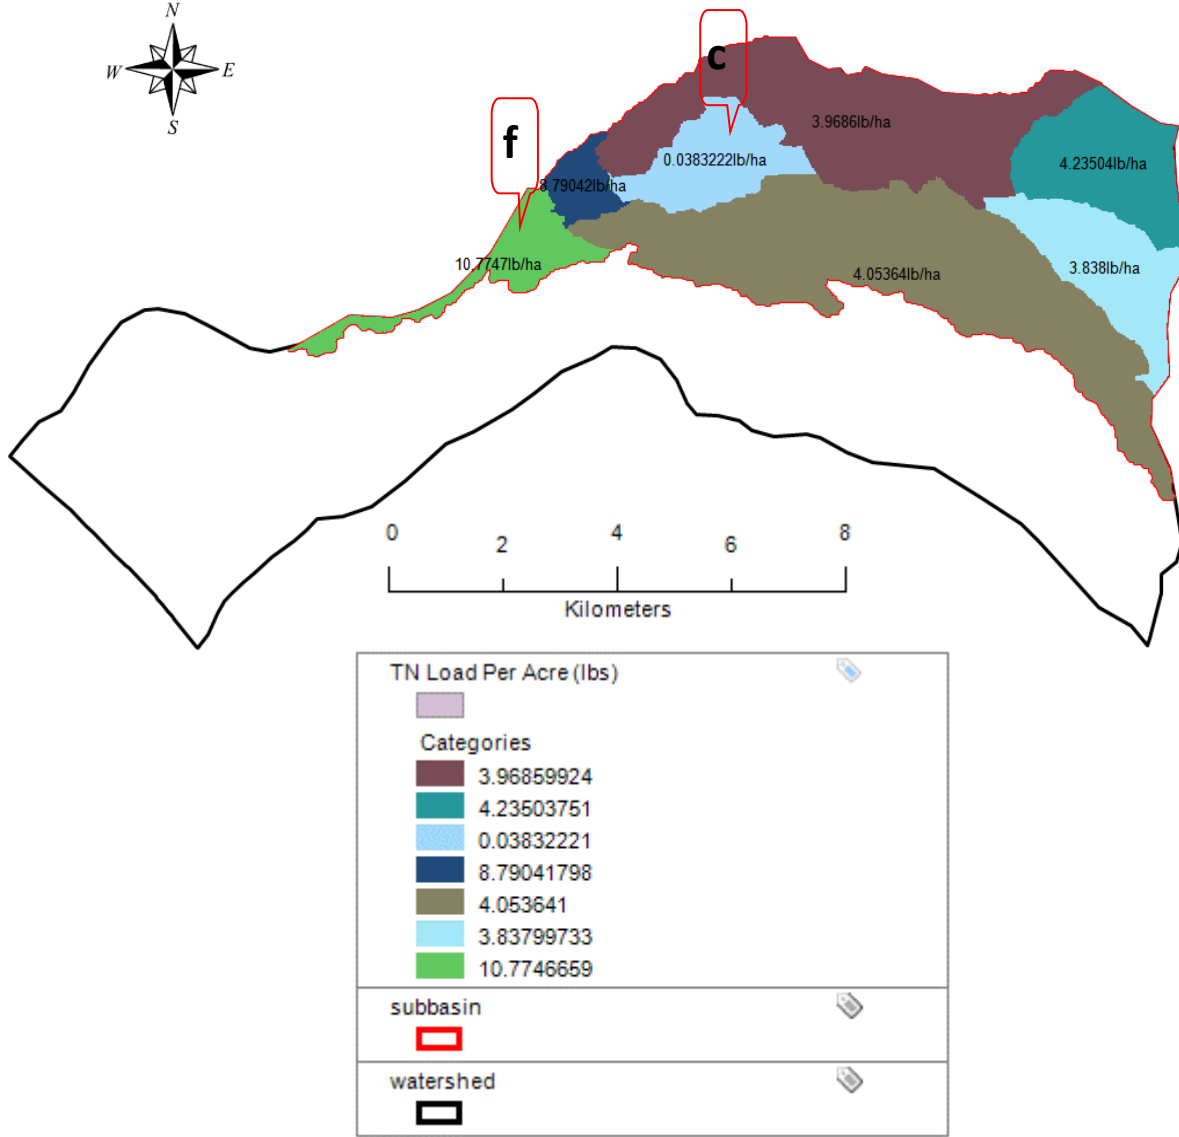 N
W E
S
c
f
3.9686lb/ha
0.0383222lb/ha
4.23504lb/ha
8.79042lb/ha
10.7747lb/ha
4.05364lb/ha
3.838lb/ha
0 2 4 6 8
Kilometers
TN Load Per Acre (lbs)
Categories
3.96859924
4.23503751
0.03832221
8.79041798
4.053641
3.83799733
10.7746659
subbasin
watershed